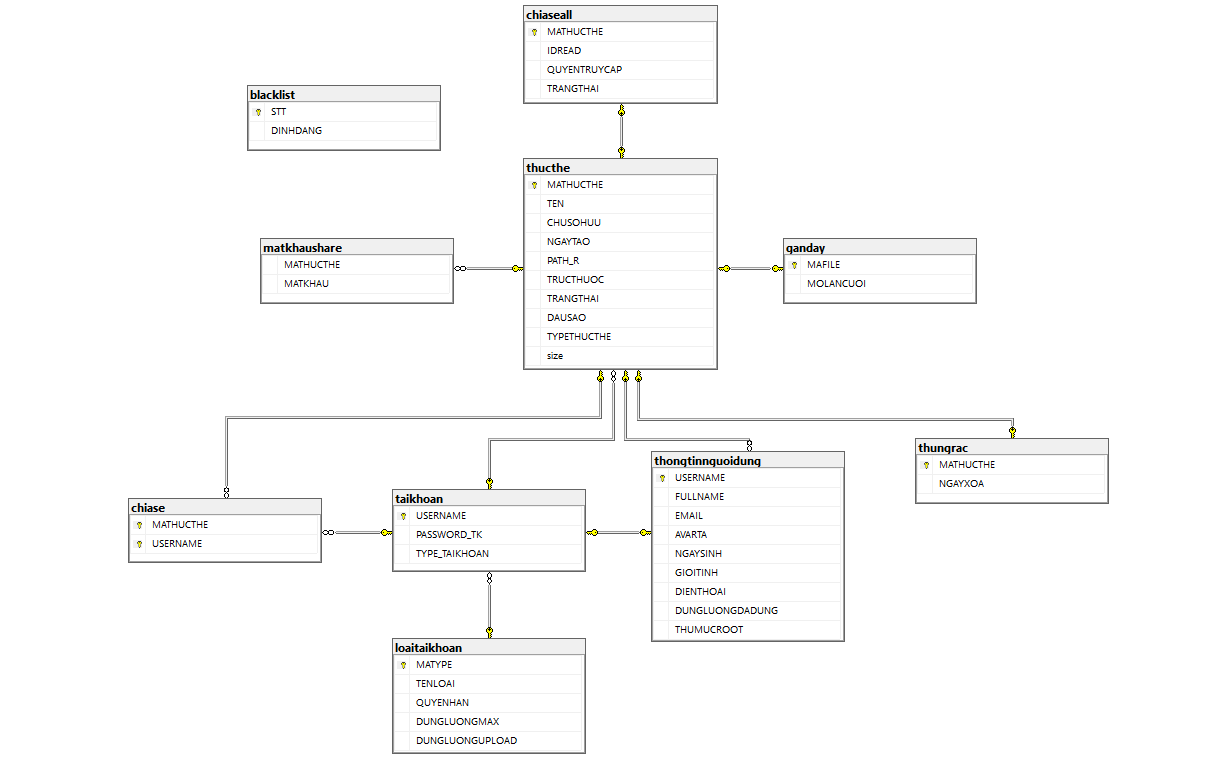 chiaseall
MATHUCTHE
IDREAD
QUYENTRUYCAP
TRANGTHAI
blacklist
STT
DINHDANG
thucthe
MATHUCTHE
TEN
CHUSOHUU
NGAYTAO
PATH_R
TRUCTHUOC
TRANGTHAI
DAUSAO
TYPETHUCTHE
size
matkhaushare
MATHUCTHE
MATKHAU
ganday
MAFILE
MOLANCUOI
thungrac
MATHUCTHE
NGAYXOA
thongtinnguoidung
USERNAME
FULLNAME
EMAIL
AVARTA
NGAYSINH
GIOITINH
DIENTHOAI
DUNGLUONGDADUNG
THUMUCROOT
taikhoan
USERNAME
PASSWORD_TK
TYPE_TAIKHOAN
chiase
MATHUCTHE
USERNAME
loaitaikhoan
MATYPE
TENLOAI
QUYENHAN
DUNGLUONGMAX
DUNGLUONGUPLOAD